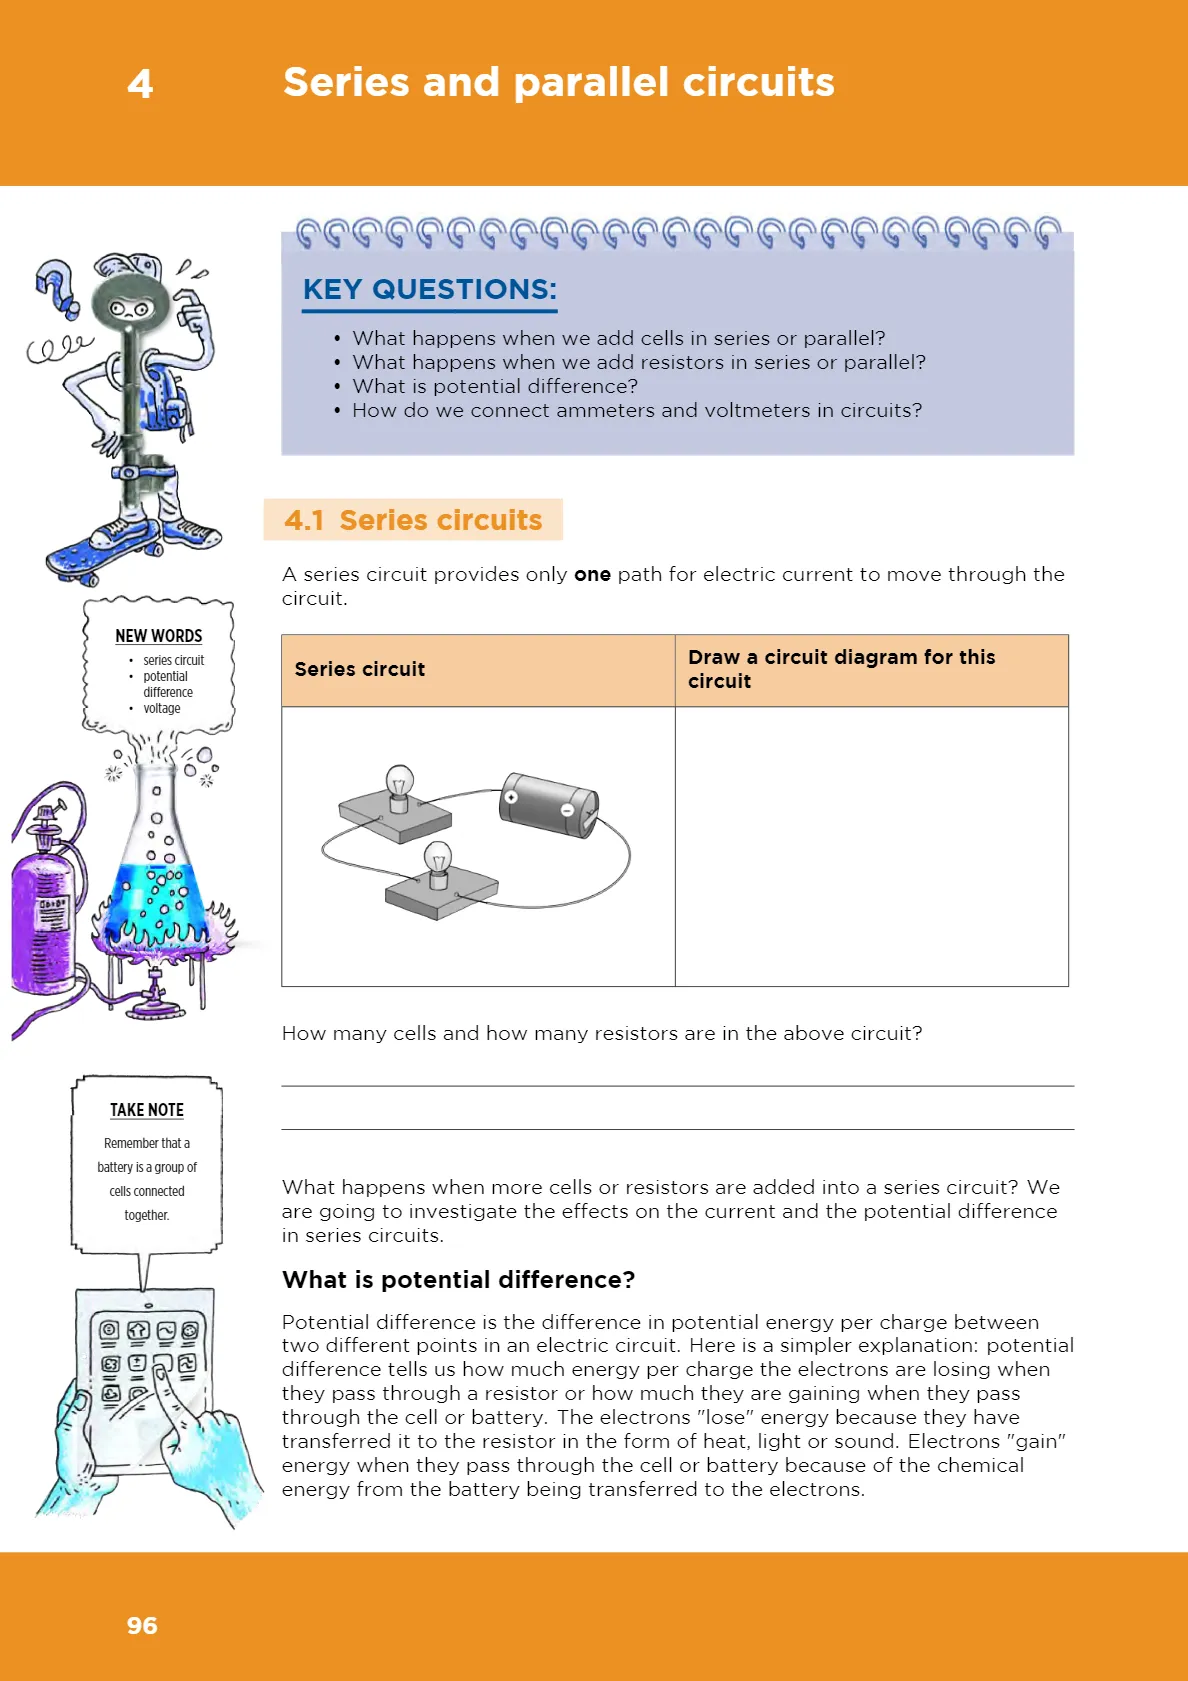 4
Series and parallel circuits
KEY QUESTIONS:
• What happens when we add cells in series or parallel?
• What happens when we add resistors in series or parallel?
• What is potential difference?
• How do we connect ammeters and voltmeters in circuits?
4.1 Series circuits
A series circuit provides only one path for electric current to move through the
circuit.
NEW WORDS
• series circuit
• potential
difference
• voltage
Series circuit
Draw a circuit diagram for this
circuit
+
−
How many cells and how many resistors are in the above circuit?
TAKE NOTE
Remember that a
battery is a group of
cells connected
together.
What happens when more cells or resistors are added into a series circuit? We
are going to investigate the effects on the current and the potential difference
in series circuits.
What is potential difference?
Potential difference is the difference in potential energy per charge between
two different points in an electric circuit. Here is a simpler explanation: potential
difference tells us how much energy per charge the electrons are losing when
they pass through a resistor or how much they are gaining when they pass
through the cell or battery. The electrons "lose" energy because they have
transferred it to the resistor in the form of heat, light or sound. Electrons "gain"
energy when they pass through the cell or battery because of the chemical
energy from the battery being transferred to the electrons.
96